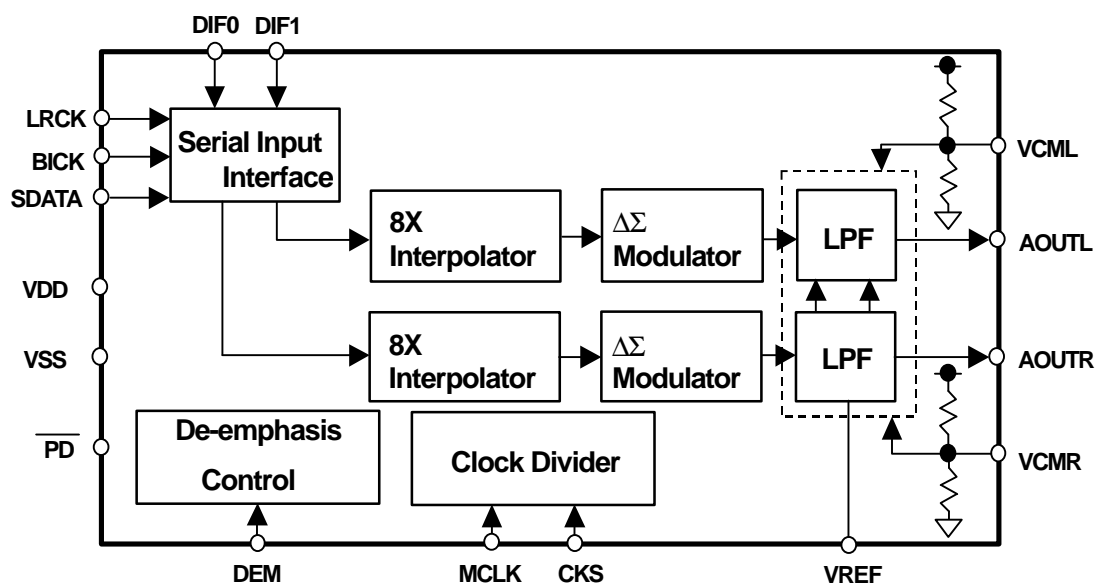 DIF0 DIF1
LRCK
BICK
SDATA
Serial Input
Interface
VCML
8X
Interpolator
ΔΣ
Modulator
LPF
AOUTL
VDD
VSS
8X
Interpolator
ΔΣ
Modulator
LPF
AOUTR
PD
De-emphasis
Control
Clock Divider
VCMR
DEM
MCLK
CKS
VREF